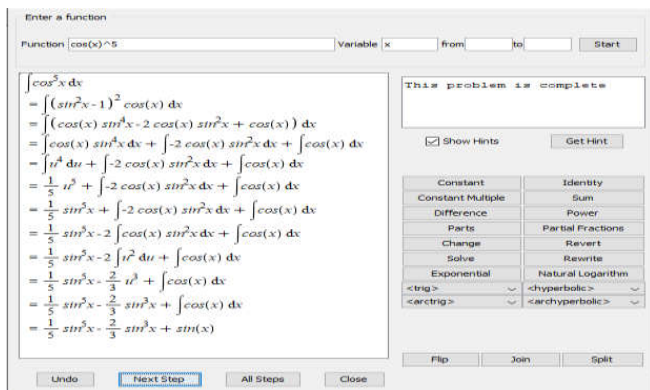 Enter a function
Function cos(x)^5 Variable x from to Start
∫cos⁵x dx
= ∫(sin²x-1)² cos(x) dx
= ∫(cos(x) sin⁴x-2 cos(x) sin²x + cos(x)) dx
= ∫cos(x) sin⁴x dx + ∫-2 cos(x) sin²x dx + ∫cos(x) dx
= ∫u⁴ du + ∫-2 cos(x) sin²x dx + ∫cos(x) dx
= 1/5 u⁵ + ∫-2 cos(x) sin²x dx + ∫cos(x) dx
= 1/5 sin⁵x + ∫-2 cos(x) sin²x dx + ∫cos(x) dx
= 1/5 sin⁵x-2 ∫cos(x) sin²x dx + ∫cos(x) dx
= 1/5 sin⁵x-2 ∫u² du + ∫cos(x) dx
= 1/5 sin⁵x- 2/3 u³ + ∫cos(x) dx
= 1/5 sin⁵x- 2/3 sin³x + ∫cos(x) dx
= 1/5 sin⁵x- 2/3 sin³x + sin(x)
Undo Next Step All Steps Close
This problem is complete
Show Hints Get Hint
Constant Identity
Constant Multiple Sum
Difference Power
Parts Partial Fractions
Change Revert
Solve Rewrite
Exponential Natural Logarithm
<trig> <hyperbolic>
<arctrig> <archyperbolic>
Flip Join Split